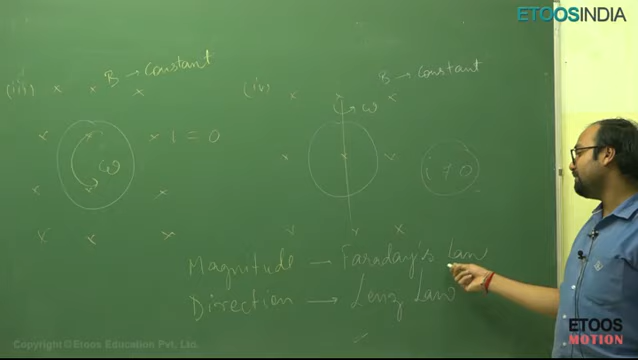 ETOOSINDIA
(iii) B → Constant
(iv) B → Constant
ω
i = 0
ω
i ≠ 0
Magnitude → Faraday's Law
Direction → Lenz Law
Copyright © Etoos Education Pvt. Ltd.
ETOOS
MOTION